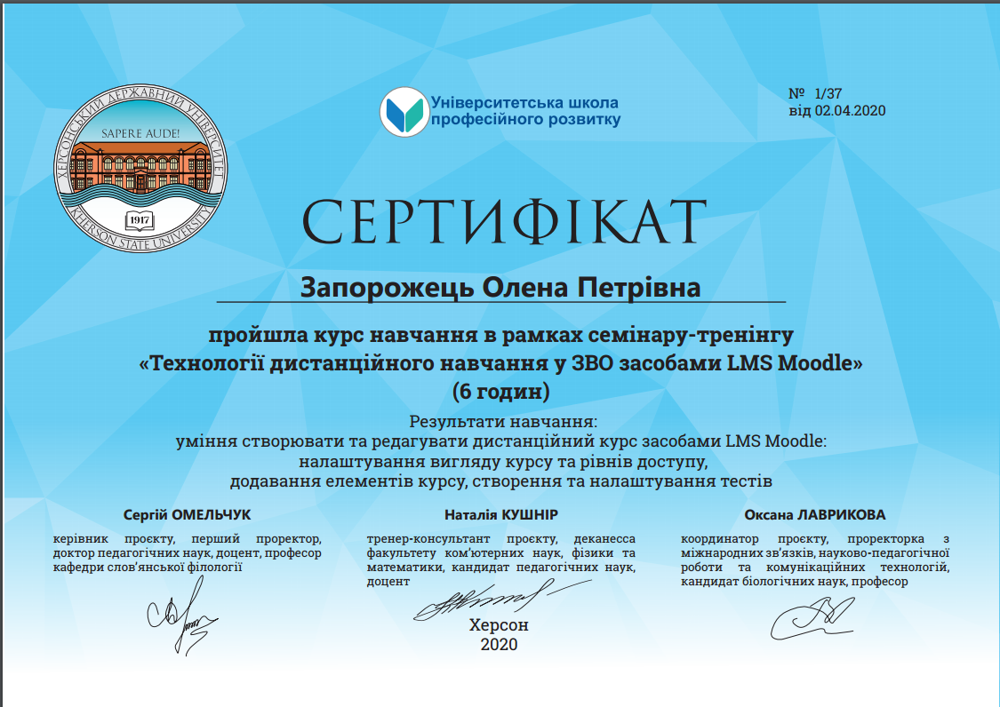 ХЕРСОНСЬКИЙ ДЕРЖАВНИЙ УНІВЕРСИТЕТ
SAPERE AUDE!
1917
KHERSON STATE UNIVERSITY
Університетська школа
професійного розвитку
№ 1/37
від 02.04.2020
СЕРТИФІКАТ
Запорожець Олена Петрівна
пройшла курс навчання в рамках семінару-тренінгу
«Технології дистанційного навчання у ЗВО засобами LMS Moodle»
(6 годин)
Результати навчання:
уміння створювати та редагувати дистанційний курс засобами LMS Moodle:
налаштування вигляду курсу та рівнів доступу,
додавання елементів курсу, створення та налаштування тестів
Сергій ОМЕЛЬЧУК
керівник проєкту, перший проректор,
доктор педагогічних наук, доцент, професор
кафедри слов'янської філології
Наталія КУШНІР
тренер-консультант проєкту, деканесса
факультету комп'ютерних наук, фізики та
математики, кандидат педагогічних наук,
доцент
Оксана ЛАВРИКОВА
координатор проєкту, проректорка з
міжнародних зв'язків, науково-педагогічної
роботи та комунікаційних технологій,
кандидат біологічних наук, професор
Херсон
2020